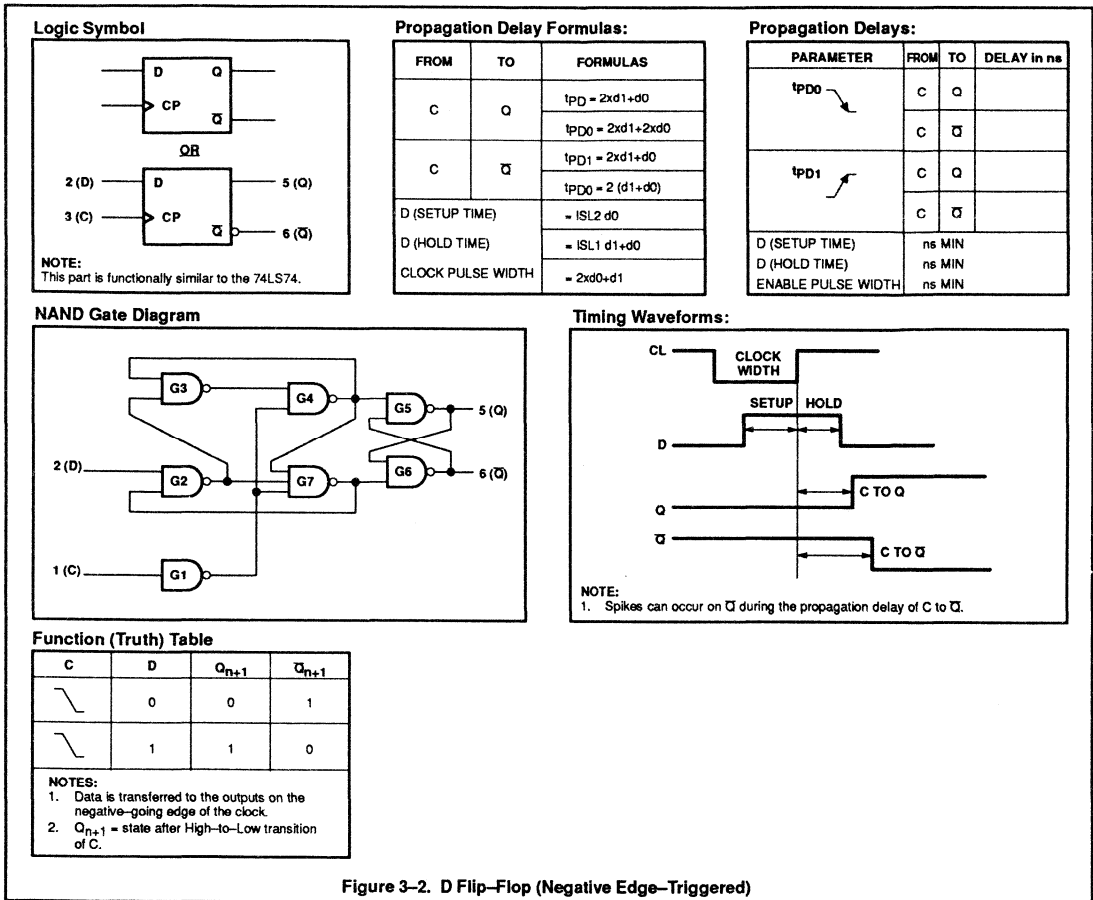 Logic Symbol
D Q
CP
Q̅
OR
2 (D) D 5 (Q)
3 (C) CP
Q̅ 6 (Q̅)
NOTE:
This part is functionally similar to the 74LS74.
Propagation Delay Formulas:
FROM TO FORMULAS
C Q tPD = 2xd1+d0
tPD0 = 2xd1+2xd0
C Q̅ tPD1 = 2xd1+d0
tPD0 = 2 (d1+d0)
D (SETUP TIME) = ISL2 d0
D (HOLD TIME) = ISL1 d1+d0
CLOCK PULSE WIDTH = 2xd0+d1
Propagation Delays:
PARAMETER FROM TO DELAY in ns
tPD0 C Q
C Q̅
tPD1 C Q
C Q̅
D (SETUP TIME) ns MIN
D (HOLD TIME) ns MIN
ENABLE PULSE WIDTH ns MIN
NAND Gate Diagram
G3
G4
G5 5 (Q)
2 (D) G2 G7 G6 6 (Q̅)
1 (C) G1
Timing Waveforms:
CL CLOCK
WIDTH
SETUP HOLD
D
C TO Q
Q
Q̅
C TO Q̅
NOTE:
1. Spikes can occur on Q̅ during the propagation delay of C to Q̅.
Function (Truth) Table
C D Qn+1 Q̅n+1
0 0 1
1 1 0
NOTES:
1. Data is transferred to the outputs on the
negative–going edge of the clock.
2. Qn+1 = state after High–to–Low transition
of C.
Figure 3–2. D Flip–Flop (Negative Edge–Triggered)